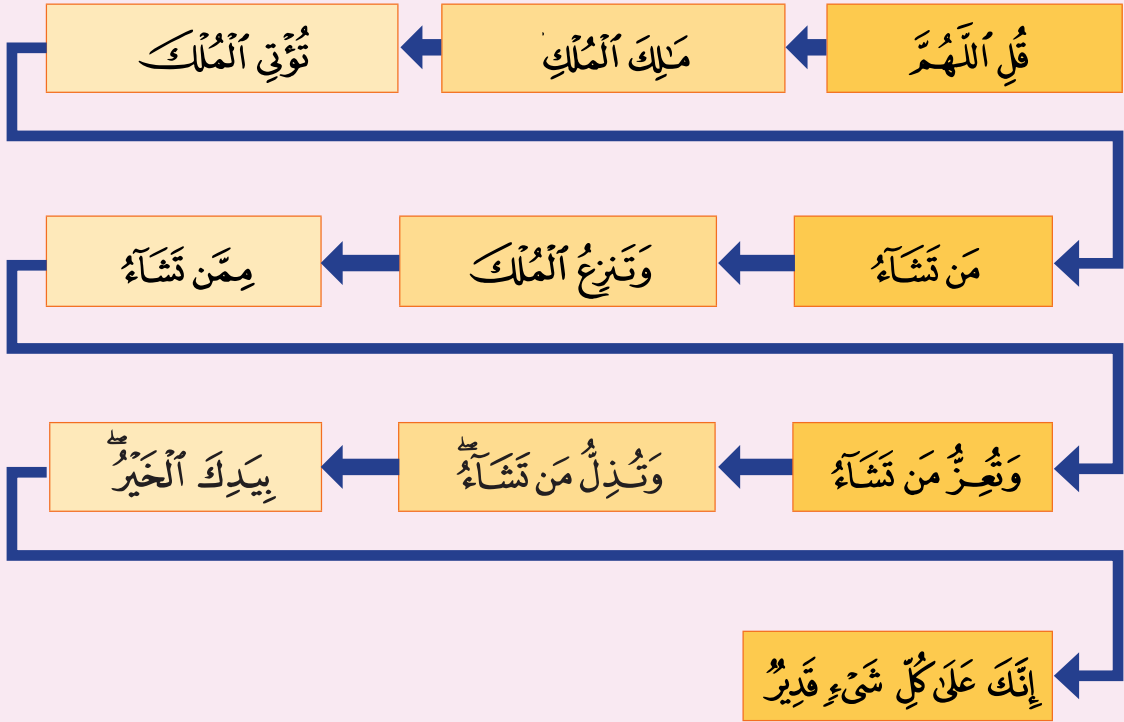 قُلِ ٱللَّهُمَّ
مَـٰلِكَ ٱلۡمُلۡكِ
تُؤۡتِي ٱلۡمُلۡكَ
مَن تَشَآءُ
وَتَنزِعُ ٱلۡمُلۡكَ
مِمَّن تَشَآءُ
وَتُعِزُّ مَن تَشَآءُ
وَتُذِلُّ مَن تَشَآءُۖ
بِيَدِكَ ٱلۡخَيۡرُۖ
إِنَّكَ عَلَىٰ كُلِّ شَيۡءٖ قَدِيرٞ